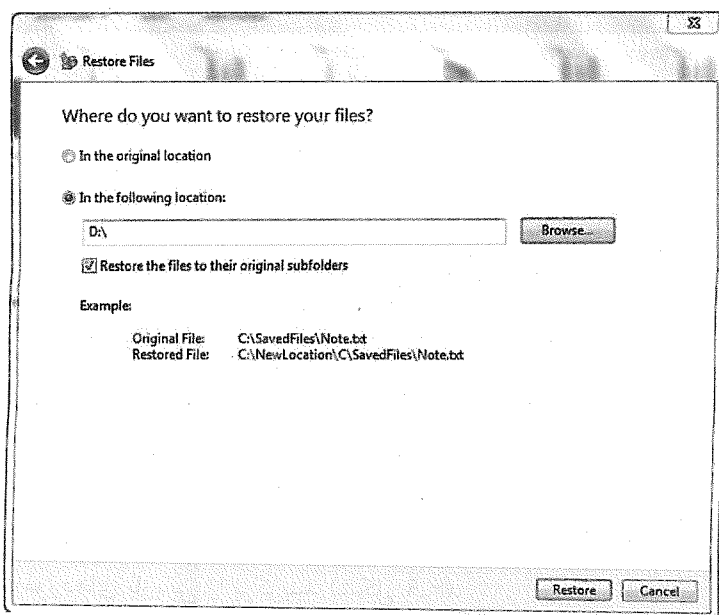 Restore Files
Where do you want to restore your files?
In the original location
In the following location:
D:\
Browse...
Restore the files to their original subfolders
Example:
Original File: C:\SavedFiles\Note.txt
Restored File: C:\NewLocation\C\SavedFiles\Note.txt
Restore Cancel